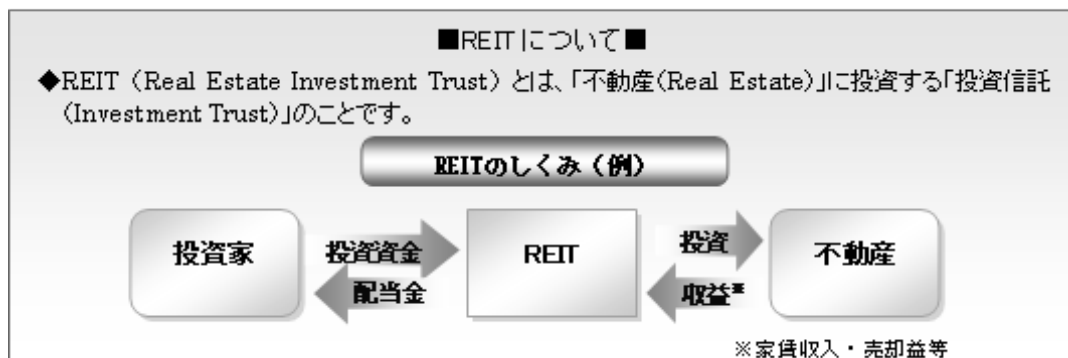 ■REITについて■
◆REIT（Real Estate Investment Trust）とは、「不動産(Real Estate)」に投資する「投資信託
(Investment Trust)」のことです。
REITのしくみ（例）
投資家
投資資金
配当金
REIT
投資
収益※
不動産
※家賃収入・売却益等